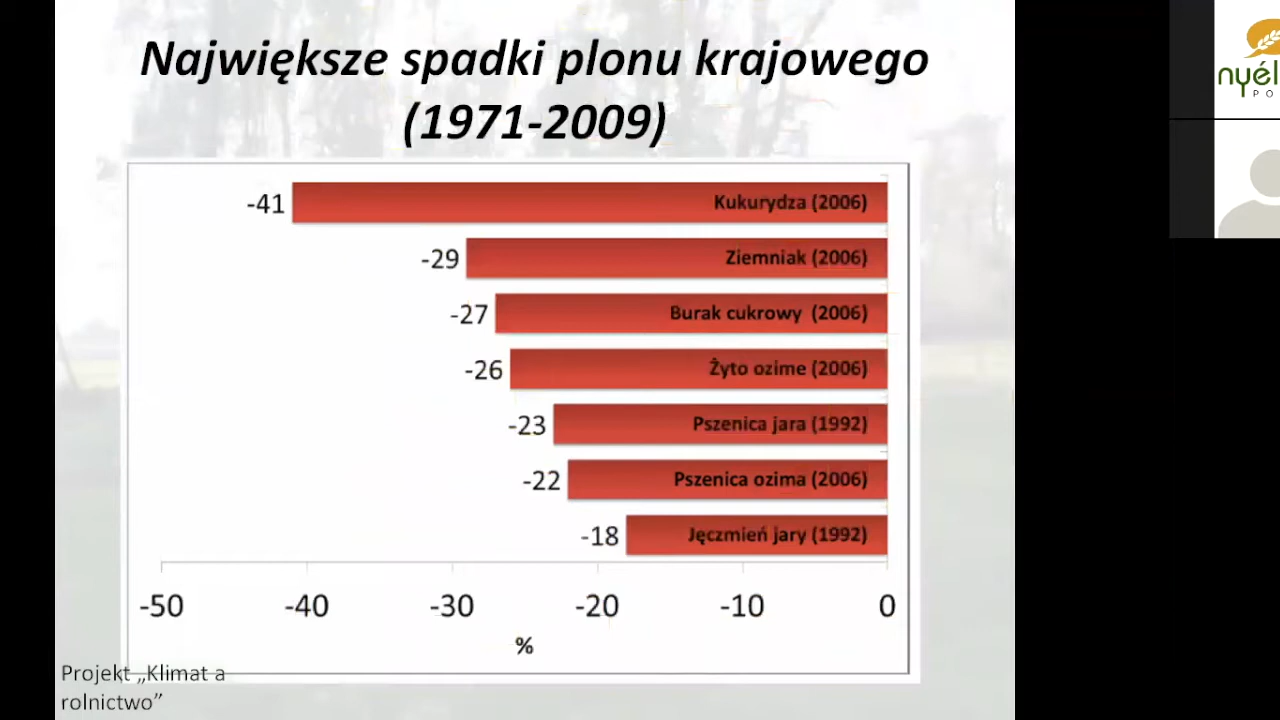 Największe spadki plonu krajowego
(1971-2009)
-41 Kukurydza (2006)
-29 Ziemniak (2006)
-27 Burak cukrowy (2006)
-26 Żyto ozime (2006)
-23 Pszenica jara (1992)
-22 Pszenica ozima (2006)
-18 Jęczmień jary (1992)
-50 -40 -30 -20 -10 0
%
Projekt „Klimat a
rolnictwo”
nyél
PO